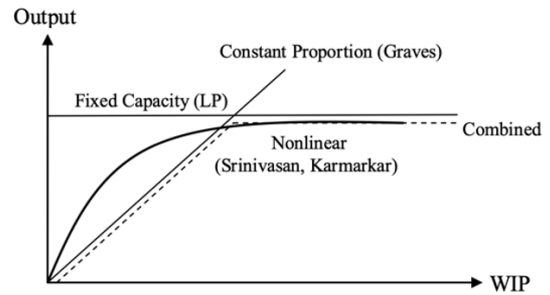 Output
Constant Proportion (Graves)
Fixed Capacity (LP)
Combined
Nonlinear
(Srinivasan, Karmarkar)
WIP